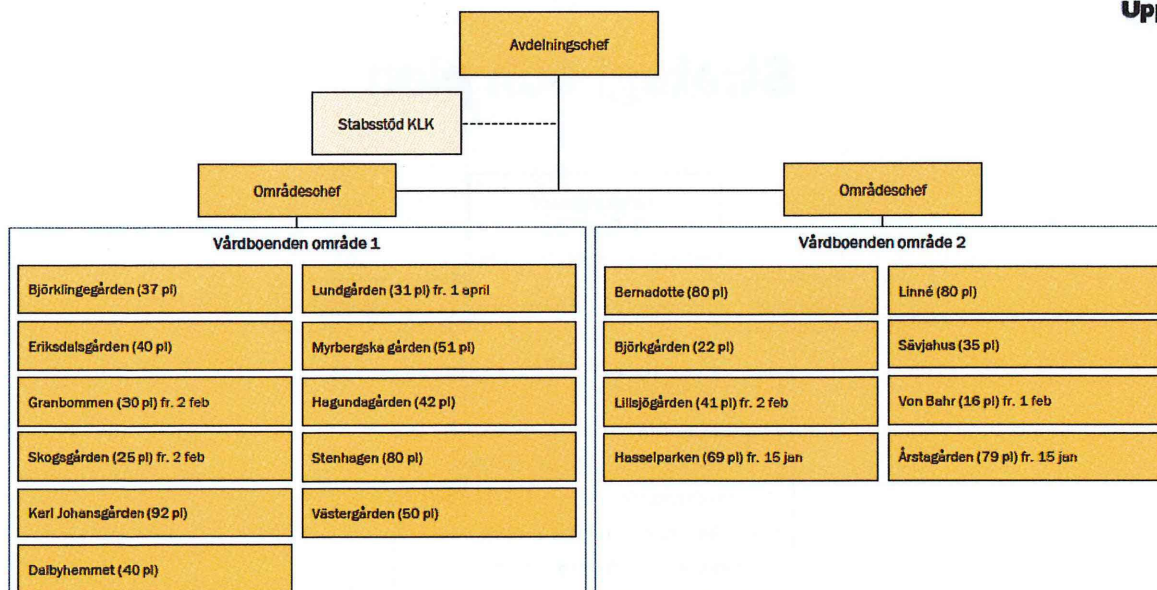 Avdelningschef
Stabsstöd KLK
Områdeschef
Områdeschef
Vårdboenden område 1
Björklingegården (37 pl)
Lundgården (31 pl) fr. 1 april
Eriksdalsgården (40 pl)
Myrbergska gården (51 pl)
Granbommen (30 pl) fr. 2 feb
Hagundagården (42 pl)
Skogsgården (25 pl) fr. 2 feb
Stenhagen (80 pl)
Karl Johansgården (92 pl)
Västergården (50 pl)
Dalbyhemmet (40 pl)
Vårdboenden område 2
Bernadotte (80 pl)
Linné (80 pl)
Björkgården (22 pl)
Sävjahus (35 pl)
Lillsjögården (41 pl) fr. 2 feb
Von Bahr (16 pl) fr. 1 feb
Hasselparken (69 pl) fr. 15 jan
Årstagården (79 pl) fr. 15 jan